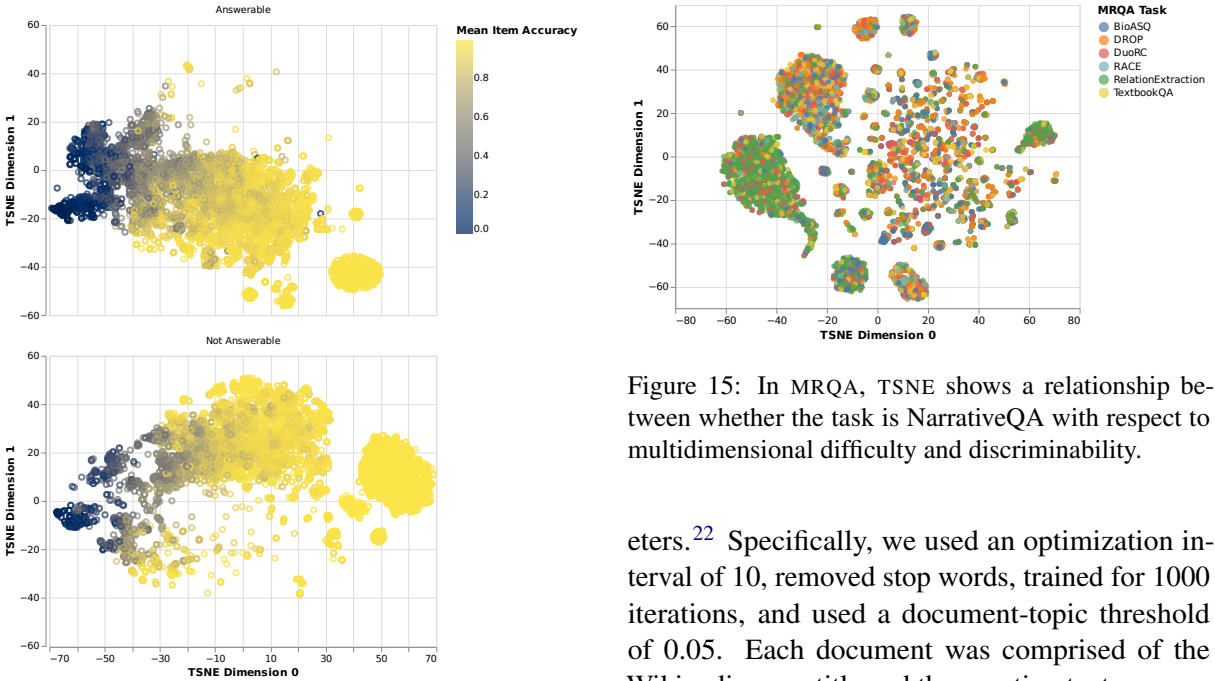 Answerable
60
40
20
0
−20
−40
−60
TSNE Dimension 1
Mean Item Accuracy
0.8
0.6
0.4
0.2
0.0
Not Answerable
60
40
20
0
−20
−40
−60
TSNE Dimension 1
−70
−50
−30
−10
10
30
50
70
TSNE Dimension 0
60
40
20
0
−20
−40
−60
TSNE Dimension 1
−80
−60
−40
−20
0
20
40
60
80
TSNE Dimension 0
MRQA Task
BioASQ
DROP
DuoRC
RACE
RelationExtraction
TextbookQA
Figure 15: In MRQA, TSNE shows a relationship be-
tween whether the task is NarrativeQA with respect to
multidimensional difficulty and discriminability.
eters.22 Specifically, we used an optimization in-
terval of 10, removed stop words, trained for 1000
iterations, and used a document-topic threshold
of 0.05. Each document was comprised of the